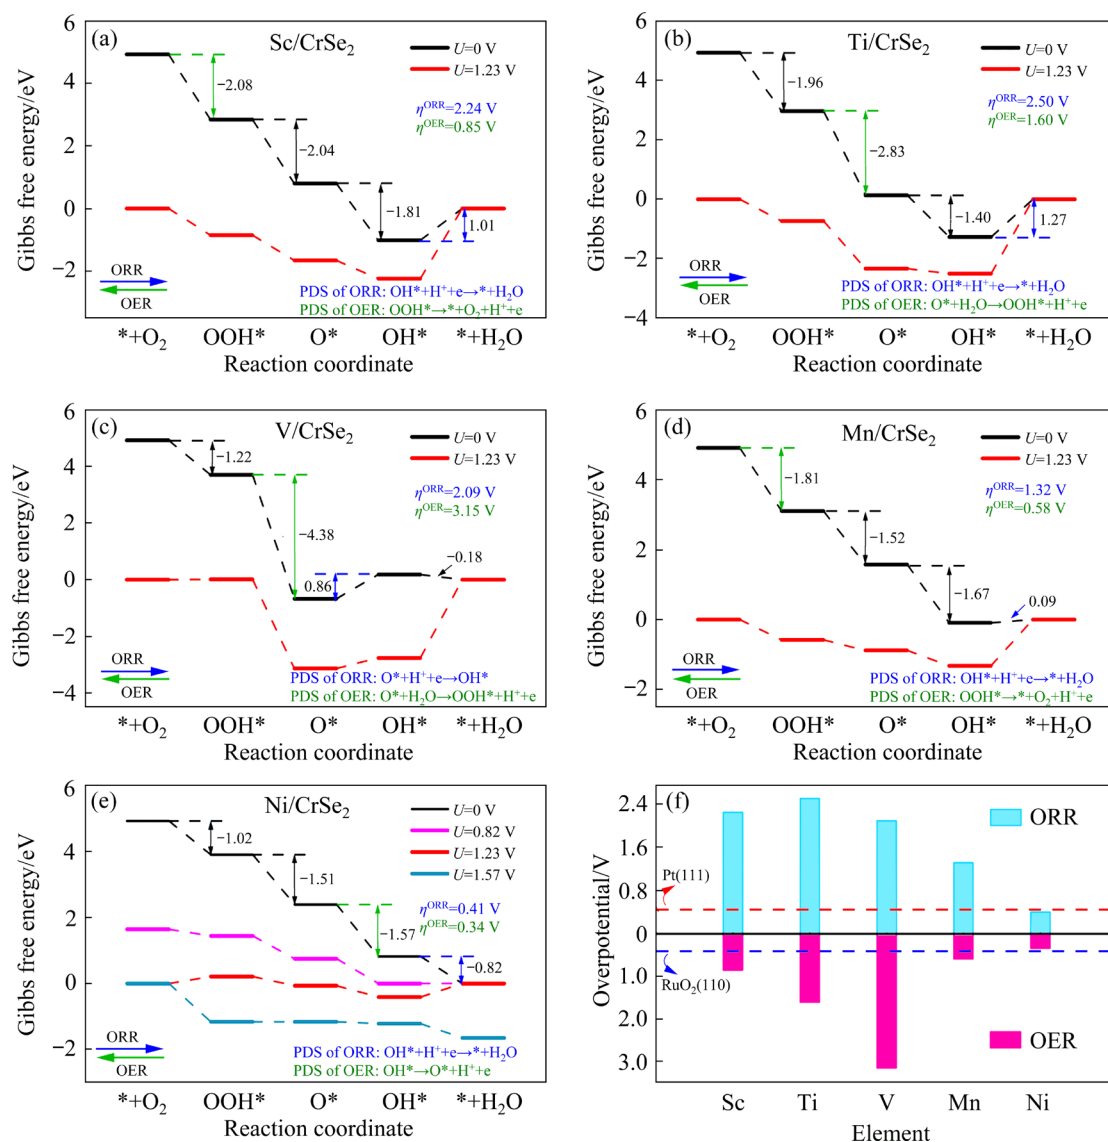 (a)
Sc/CrSe₂
U=0 V
U=1.23 V
η^ORR=2.24 V
η^OER=0.85 V
−2.08
−2.04
−1.81
1.01
ORR
OER
PDS of ORR: OH*+H⁺+e→*+H₂O
PDS of OER: OOH*→*+O₂+H⁺+e
6
4
2
0
−2
Gibbs free energy/eV
*+O₂ OOH* O* OH* *+H₂O
Reaction coordinate
(b)
Ti/CrSe₂
U=0 V
U=1.23 V
η^ORR=2.50 V
η^OER=1.60 V
−1.96
−2.83
−1.40
1.27
ORR
OER
PDS of ORR: OH*+H⁺+e→*+H₂O
PDS of OER: O*+H₂O→OOH*+H⁺+e
6
4
2
0
−2
−4
Gibbs free energy/eV
*+O₂ OOH* O* OH* *+H₂O
Reaction coordinate
(c)
V/CrSe₂
U=0 V
U=1.23 V
η^ORR=2.09 V
η^OER=3.15 V
−1.22
−4.38
0.86
−0.18
ORR
OER
PDS of ORR: O*+H⁺+e→OH*
PDS of OER: O*+H₂O→OOH*+H⁺+e
6
4
2
0
−2
−4
Gibbs free energy/eV
*+O₂ OOH* O* OH* *+H₂O
Reaction coordinate
(d)
Mn/CrSe₂
U=0 V
U=1.23 V
η^ORR=1.32 V
η^OER=0.58 V
−1.81
−1.52
−1.67
0.09
ORR
OER
PDS of ORR: OH*+H⁺+e→*+H₂O
PDS of OER: OOH*→*+O₂+H⁺+e
6
4
2
0
−2
Gibbs free energy/eV
*+O₂ OOH* O* OH* *+H₂O
Reaction coordinate
(e)
Ni/CrSe₂
U=0 V
U=0.82 V
U=1.23 V
U=1.57 V
η^ORR=0.41 V
η^OER=0.34 V
−1.02
−1.51
−1.57
−0.82
ORR
OER
PDS of ORR: OH*+H⁺+e→*+H₂O
PDS of OER: OH*→O*+H⁺+e
6
4
2
0
−2
Gibbs free energy/eV
*+O₂ OOH* O* OH* *+H₂O
Reaction coordinate
(f)
ORR
OER
Pt(111)
RuO₂(110)
2.4
1.6
0.8
0
1.0
2.0
3.0
Overpotential/V
Sc Ti V Mn Ni
Element